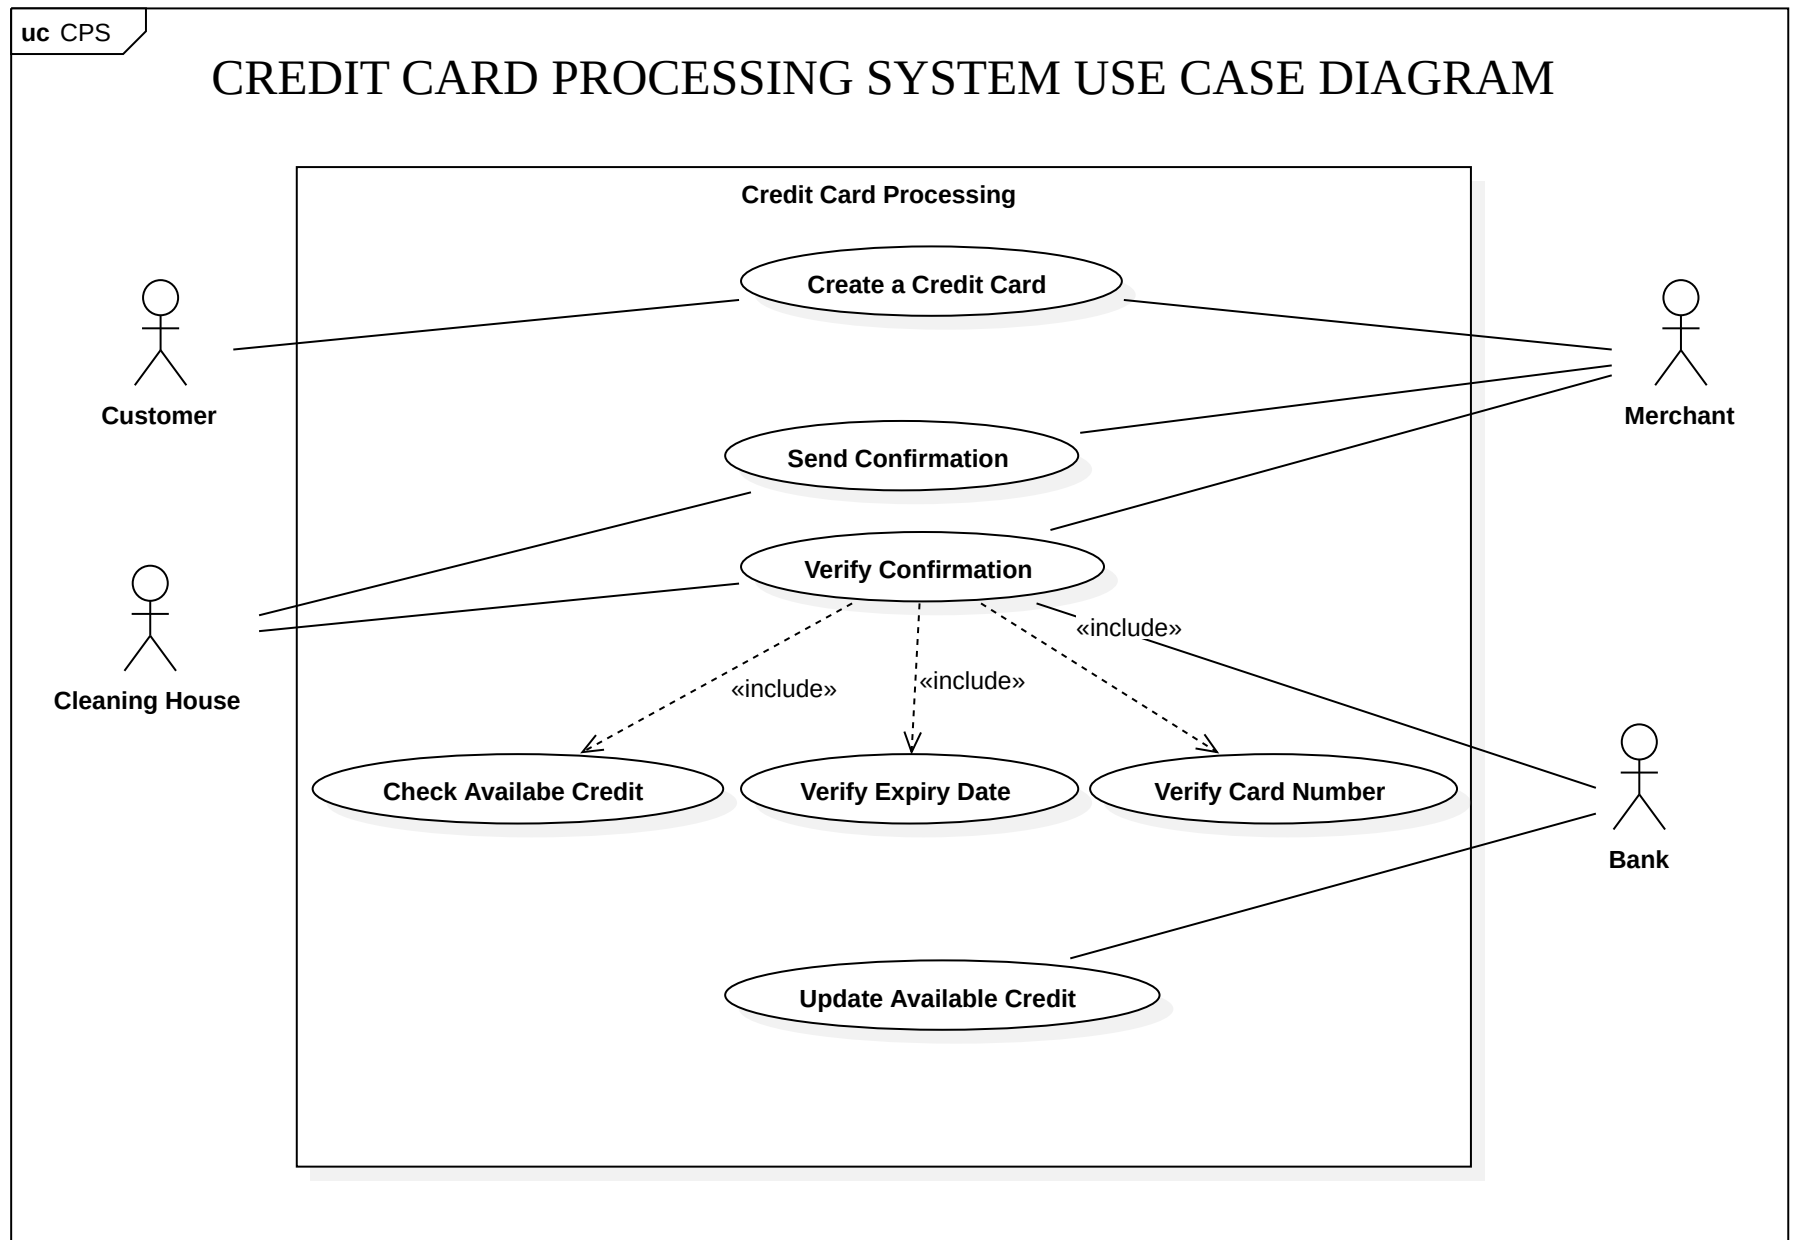 uc CPS
CREDIT CARD PROCESSING SYSTEM USE CASE DIAGRAM
Credit Card Processing
Create a Credit Card
Customer
Merchant
Send Confirmation
Verify Confirmation
«include»
Cleaning House
«include»
«include»
Check Availabe Credit
Verify Expiry Date
Verify Card Number
Bank
Update Available Credit